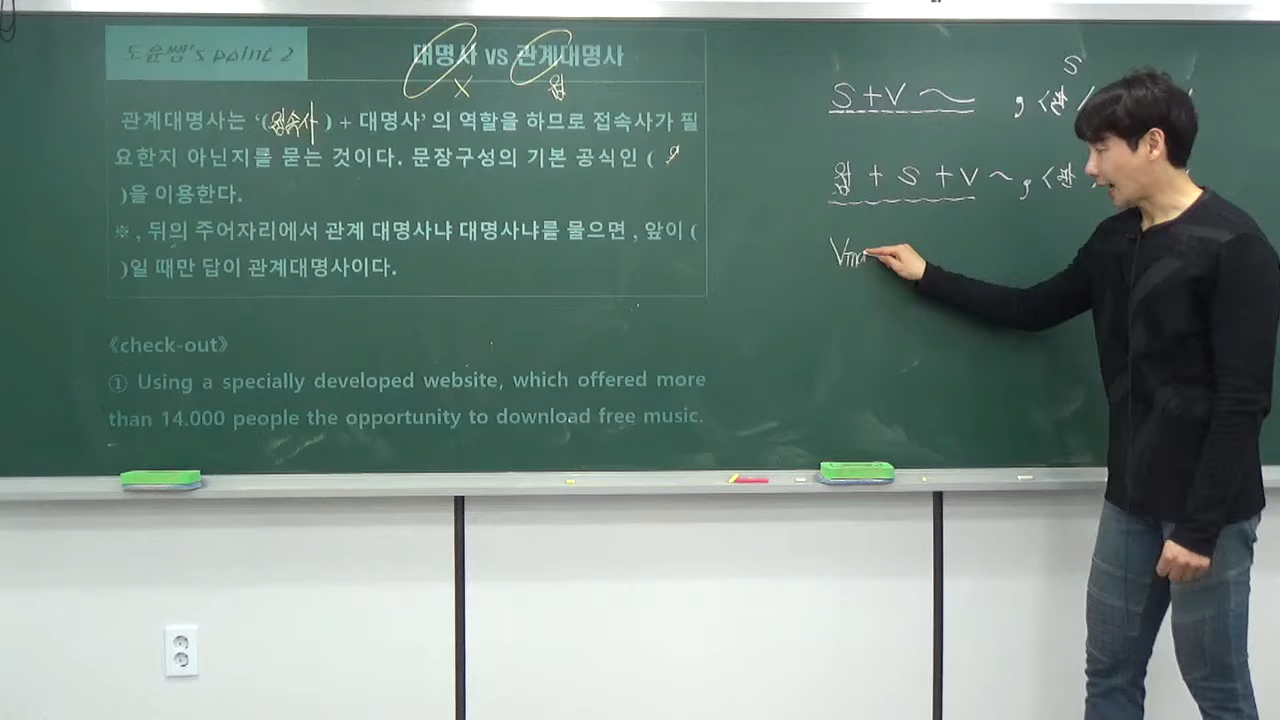 도윤쌤's point 2
대명사 vs 관계대명사
X 접
관계대명사는 '(접속사) + 대명사' 의 역할을 하므로 접속사가 필
요한지 아닌지를 묻는 것이다. 문장구성의 기본 공식인 (
)을 이용한다.
※ , 뒤의 주어자리에서 관계 대명사냐 대명사냐를 물으면 , 앞이 (
)일 때만 답이 관계대명사이다.
《check-out》
① Using a specially developed website, which offered more
than 14.000 people the opportunity to download free music.
S
S + V ~ , <관 /
접 + S + V ~ , <관